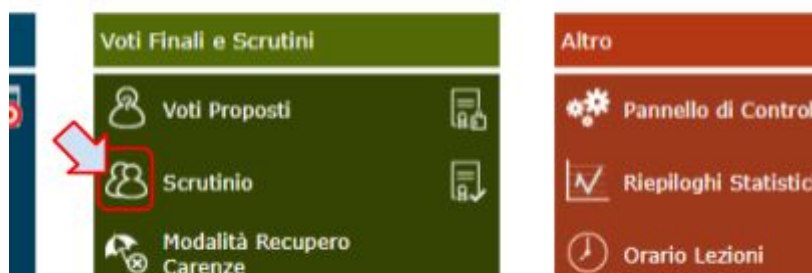 Voti Finali e Scrutini
Altro
Voti Proposti
Pannello di Control
Scrutinio
Riepiloghi Statistic
Modalità Recupero
Carenze
Orario Lezioni